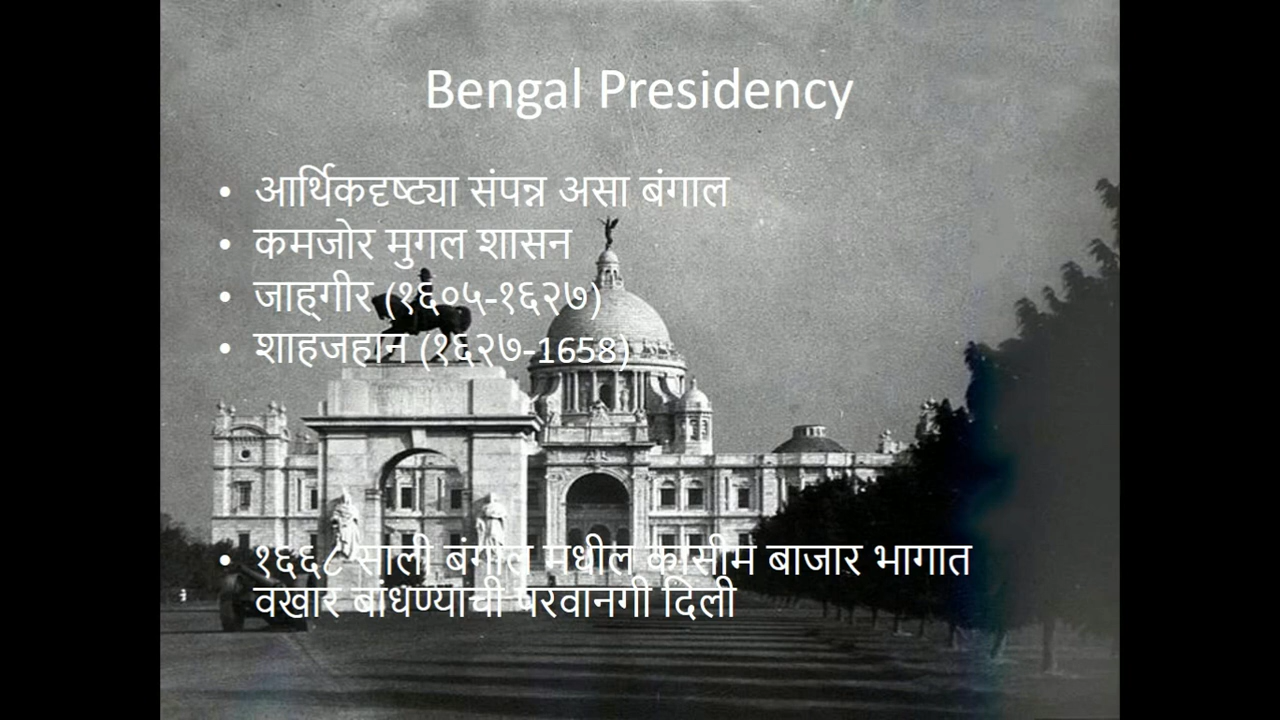 Bengal Presidency
• आर्थिकदृष्ट्या संपन्न असा बंगाल
• कमजोर मुगल शासन
• जाह्गीर (१६०५-१६२७)
• शाहजहान (१६२७-1658)
• १६६८ साली बंगाल मधील कासीम बाजार भागात
वखार बांधण्याची परवानगी दिली